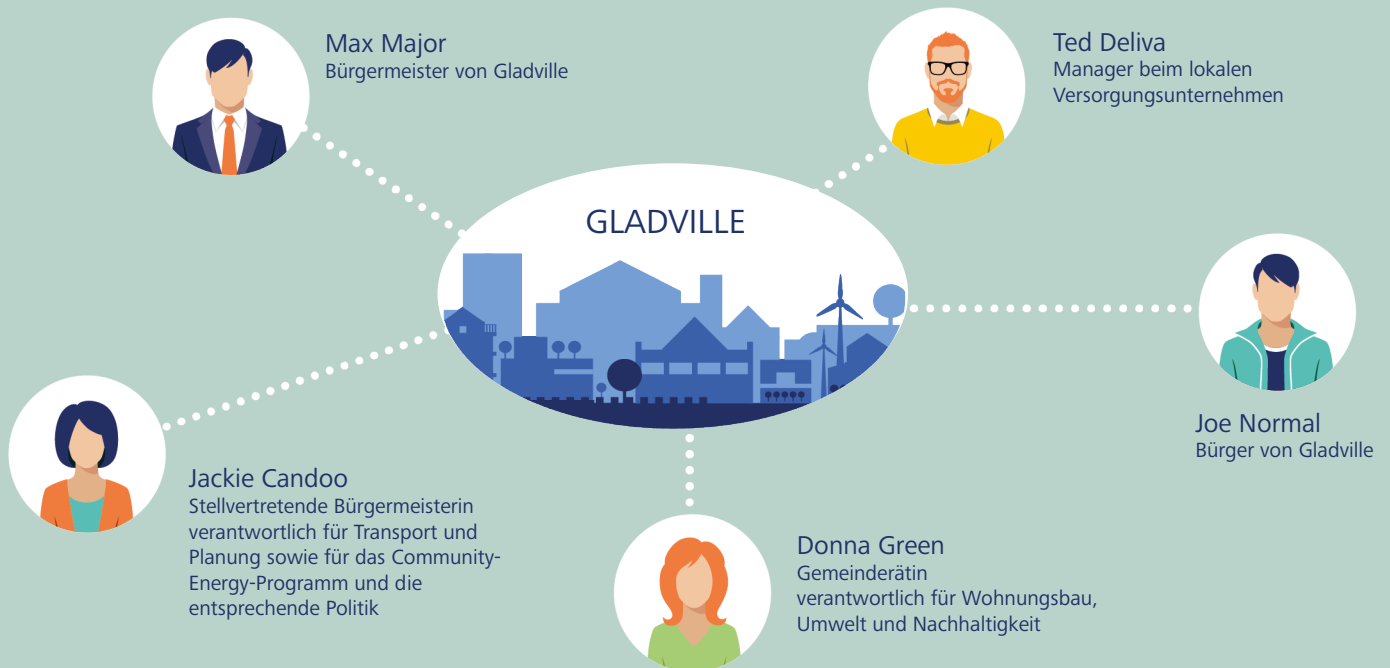 Max Major
Bürgermeister von Gladville
Ted Deliva
Manager beim lokalen
Versorgungsunternehmen
GLADVILLE
Joe Normal
Bürger von Gladville
Jackie Candoo
Stellvertretende Bürgermeisterin
verantwortlich für Transport und
Planung sowie für das Community-
Energy-Programm und die
entsprechende Politik
Donna Green
Gemeinderätin
verantwortlich für Wohnungsbau,
Umwelt und Nachhaltigkeit